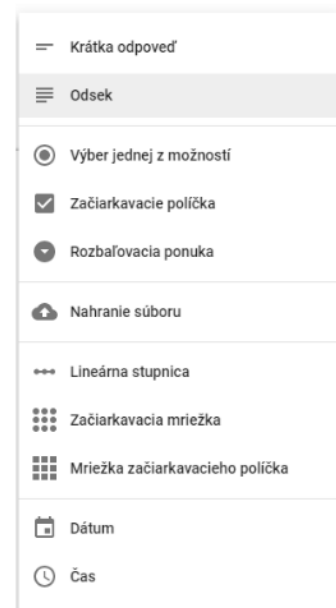 Krátka odpoveď
Odsek
Výber jednej z možností
Začiarkavacie políčka
Rozbaľovacia ponuka
Nahranie súboru
Lineárna stupnica
Začiarkavacia mriežka
Mriežka začiarkavacieho políčka
Dátum
Čas